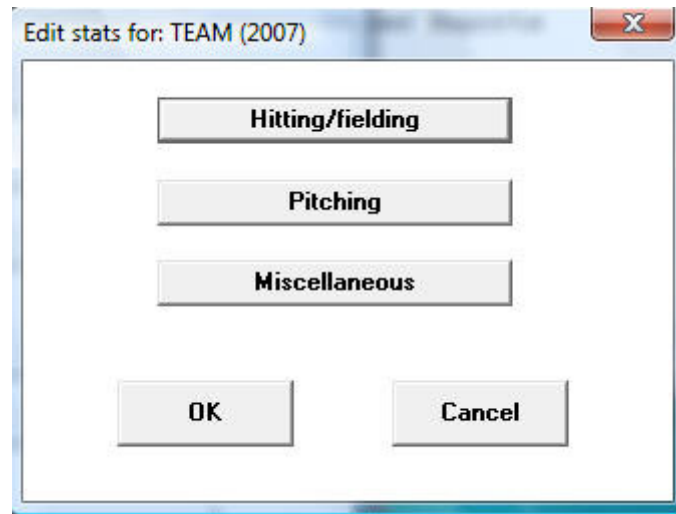 Edit stats for: TEAM (2007)
Hitting/fielding
Pitching
Miscellaneous
OK Cancel